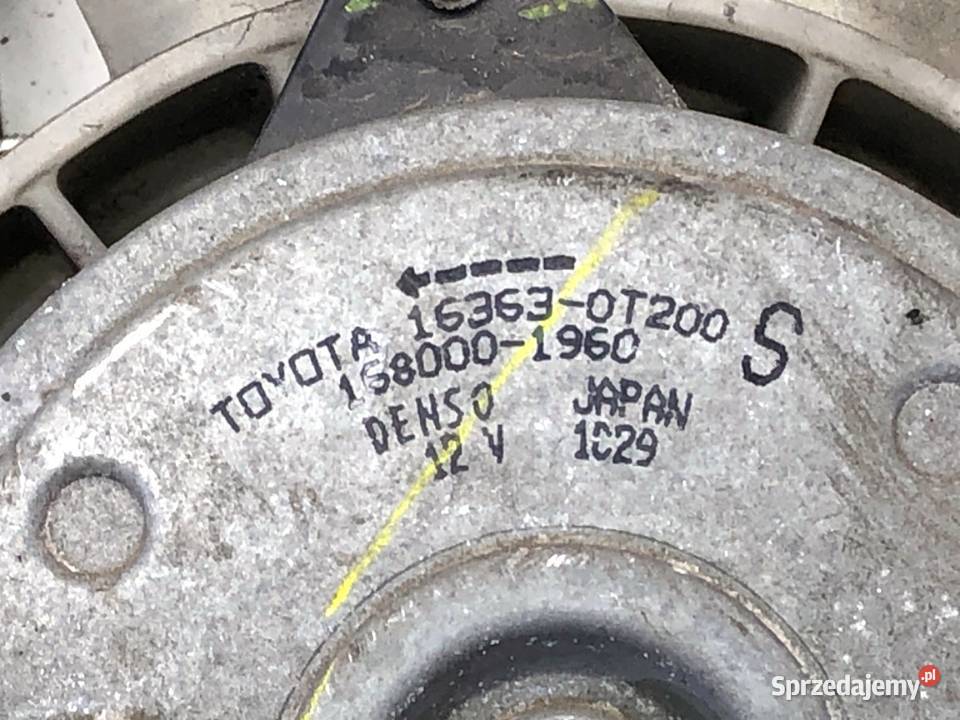 TOYOTA 16363-0T200 S
168000-1960
DENSO JAPAN
12 V 1C29
Sprzedajemy.pl